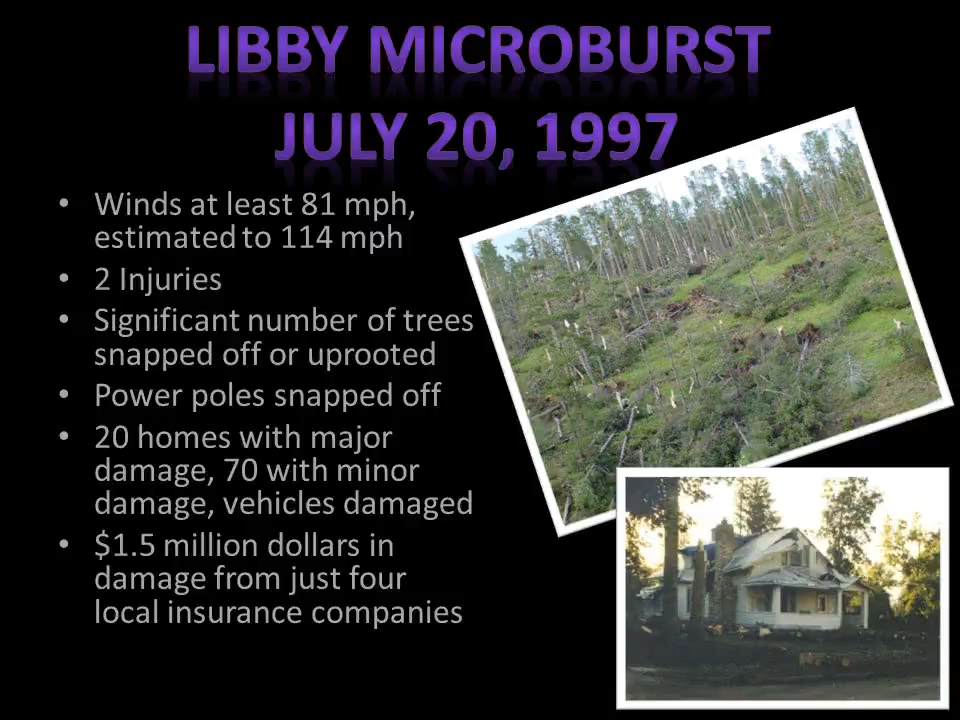 LIBBY MICROBURST
JULY 20, 1997
• Winds at least 81 mph,
estimated to 114 mph
• 2 Injuries
• Significant number of trees
snapped off or uprooted
• Power poles snapped off
• 20 homes with major
damage, 70 with minor
damage, vehicles damaged
• $1.5 million dollars in
damage from just four
local insurance companies